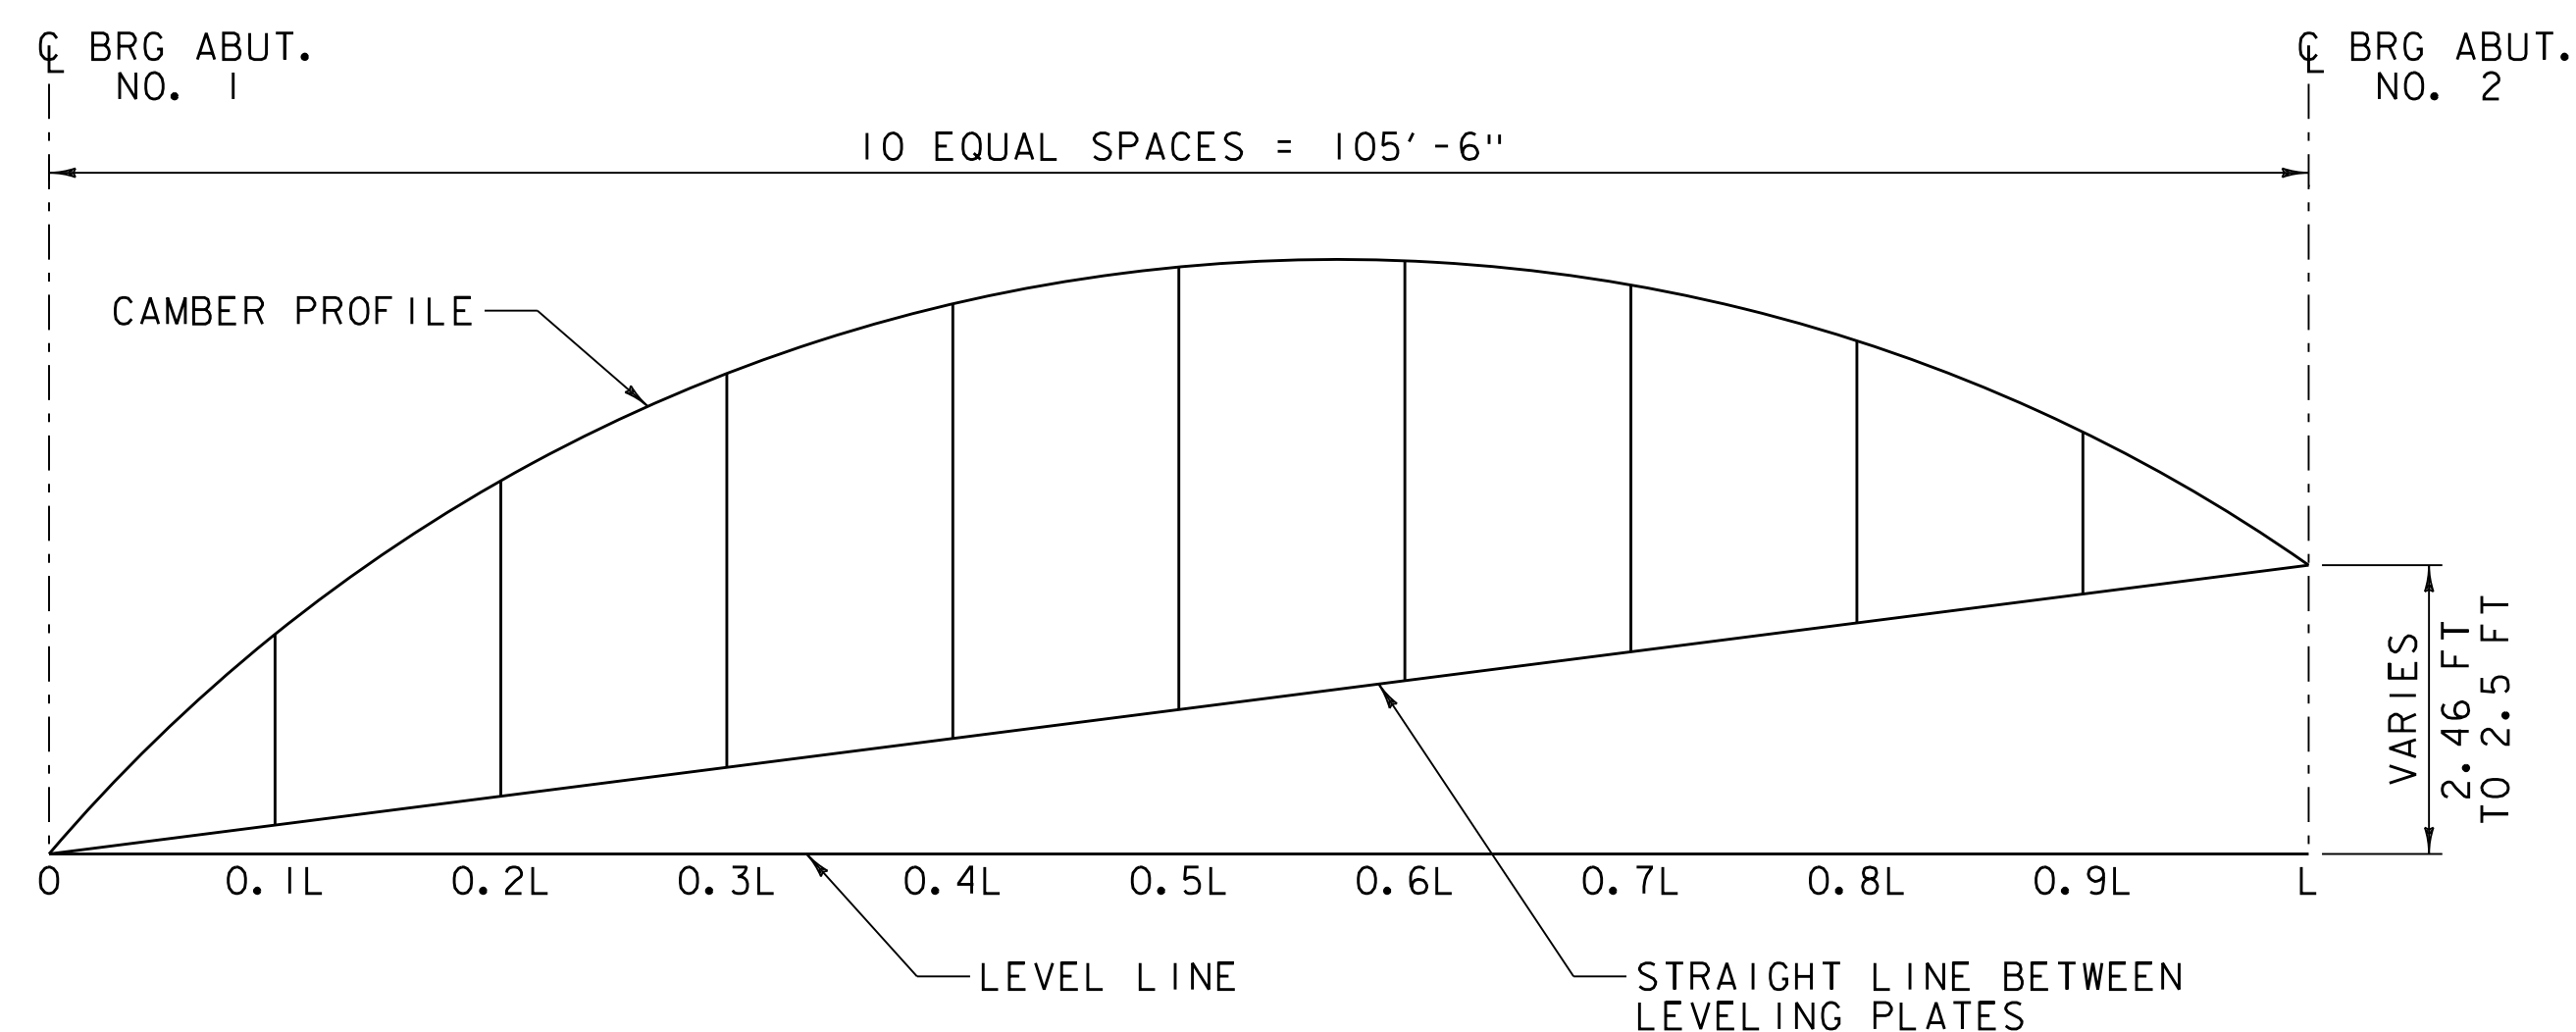 ℄ BRG ABUT.
NO. 1
℄ BRG ABUT.
NO. 2
10 EQUAL SPACES = 105'-6"
CAMBER PROFILE
VARIES
2.46 FT
TO 2.5 FT
0 0.1L 0.2L 0.3L 0.4L 0.5L 0.6L 0.7L 0.8L 0.9L L
LEVEL LINE
STRAIGHT LINE BETWEEN
LEVELING PLATES